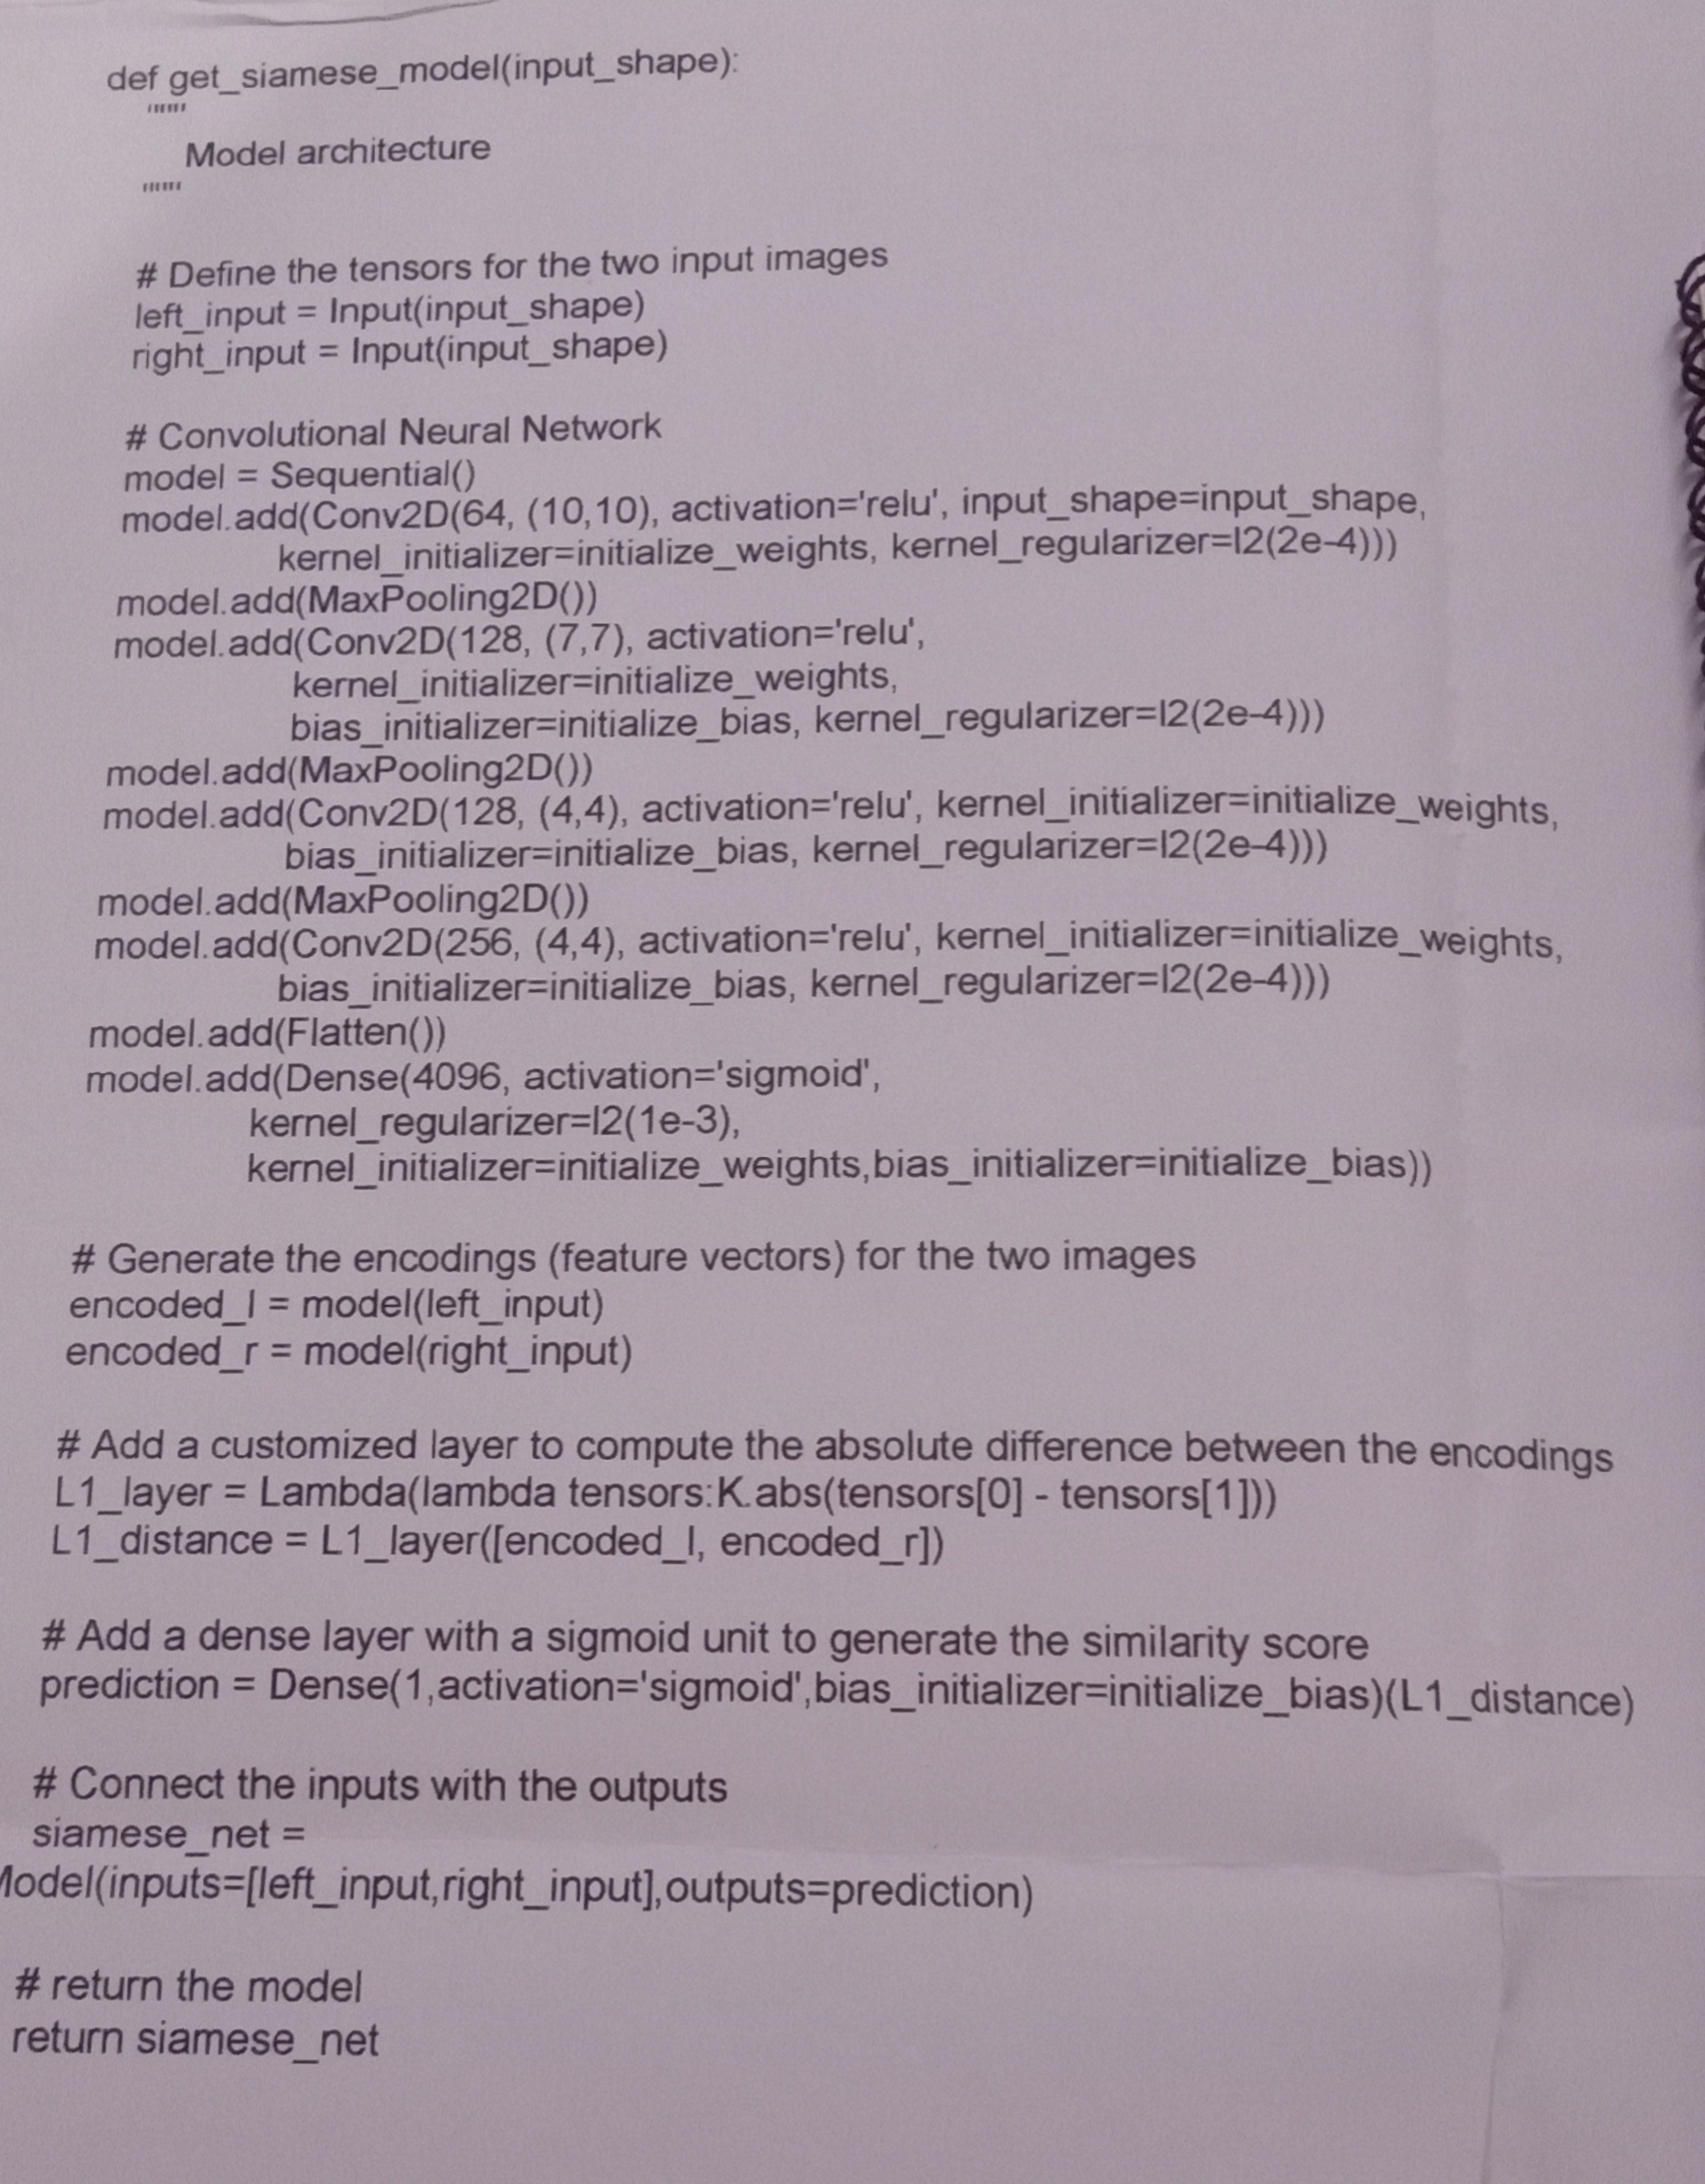 def get_siamese_model(input_shape):
"""
Model architecture
"""
# Define the tensors for the two input images
left_input = Input(input_shape)
right_input = Input(input_shape)
# Convolutional Neural Network
model = Sequential()
model.add(Conv2D(64, (10,10), activation='relu', input_shape=input_shape,
kernel_initializer=initialize_weights, kernel_regularizer=l2(2e-4)))
model.add(MaxPooling2D())
model.add(Conv2D(128, (7,7), activation='relu',
kernel_initializer=initialize_weights,
bias_initializer=initialize_bias, kernel_regularizer=l2(2e-4)))
model.add(MaxPooling2D())
model.add(Conv2D(128, (4,4), activation='relu', kernel_initializer=initialize_weights,
bias_initializer=initialize_bias, kernel_regularizer=l2(2e-4)))
model.add(MaxPooling2D())
model.add(Conv2D(256, (4,4), activation='relu', kernel_initializer=initialize_weights,
bias_initializer=initialize_bias, kernel_regularizer=l2(2e-4)))
model.add(Flatten())
model.add(Dense(4096, activation='sigmoid',
kernel_regularizer=l2(1e-3),
kernel_initializer=initialize_weights,bias_initializer=initialize_bias))
# Generate the encodings (feature vectors) for the two images
encoded_l = model(left_input)
encoded_r = model(right_input)
# Add a customized layer to compute the absolute difference between the encodings
L1_layer = Lambda(lambda tensors:K.abs(tensors[0] - tensors[1]))
L1_distance = L1_layer([encoded_l, encoded_r])
# Add a dense layer with a sigmoid unit to generate the similarity score
prediction = Dense(1,activation='sigmoid',bias_initializer=initialize_bias)(L1_distance)
# Connect the inputs with the outputs
siamese_net =
Model(inputs=[left_input,right_input],outputs=prediction)
# return the model
return siamese_net